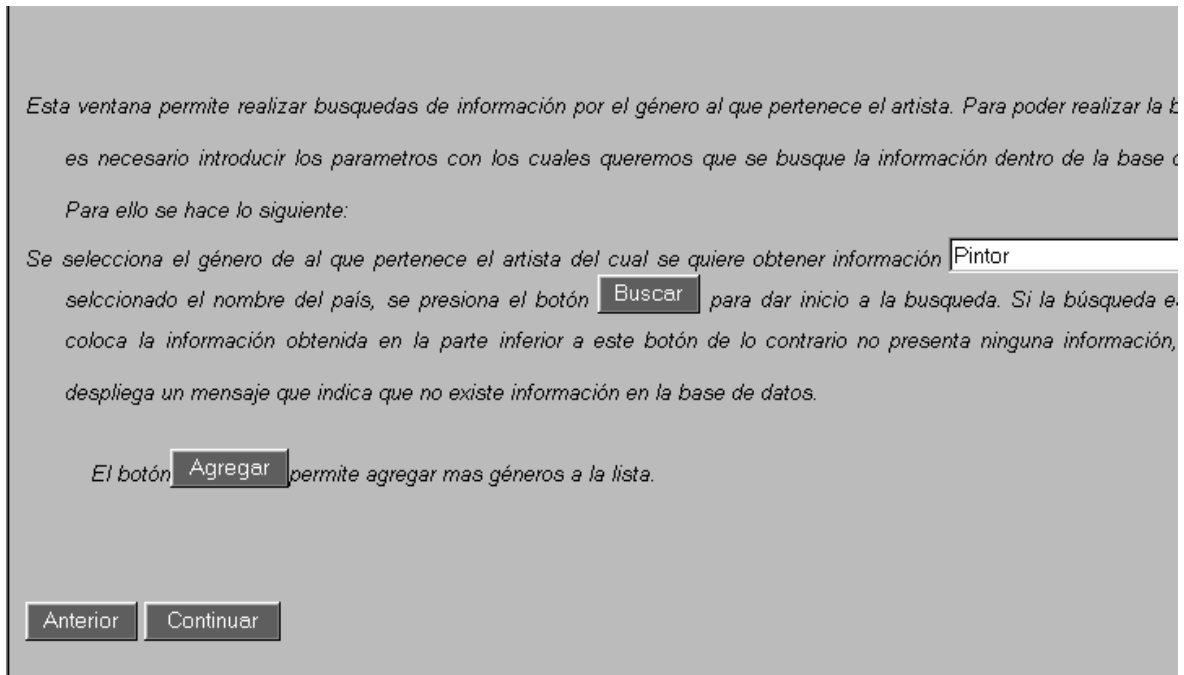 Esta ventana permite realizar busquedas de información por el género al que pertenece el artista. Para poder realizar la
es necesario introducir los parametros con los cuales queremos que se busque la información dentro de la base
Para ello se hace lo siguiente:
Se selecciona el género de al que pertenece el artista del cual se quiere obtener información Pintor
selccionado el nombre del país, se presiona el botón Buscar para dar inicio a la busqueda. Si la búsqueda
coloca la información obtenida en la parte inferior a este botón de lo contrario no presenta ninguna información,
despliega un mensaje que indica que no existe información en la base de datos.
El botón Agregar permite agregar mas géneros a la lista.
Anterior Continuar